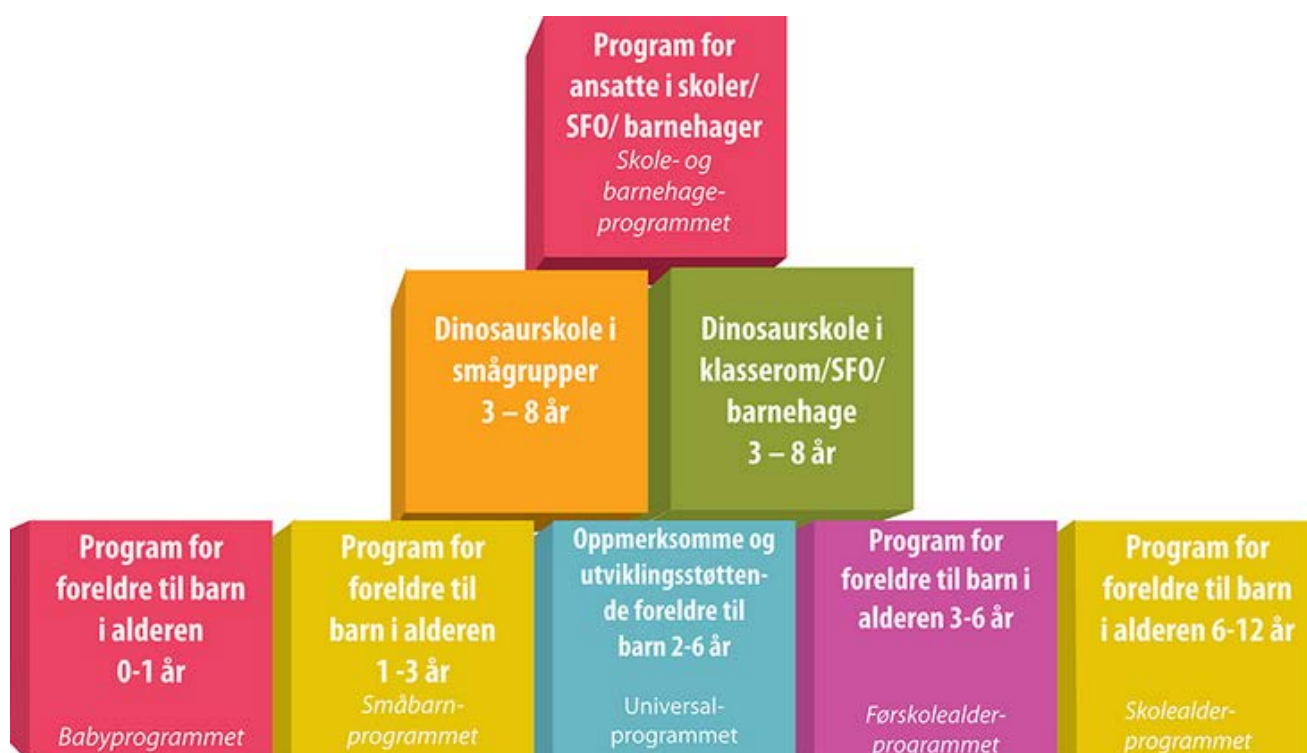 Program for
ansatte i skoler/
SFO/ barnehager
Skole- og
barnehage-
programmet
Dinosaurskole i
smågrupper
3 – 8 år
Dinosaurskole i
klasserom/SFO/
barnehage
3 – 8 år
Program for
foreldre til barn
i alderen
0-1 år
Babyprogrammet
Program for
foreldre til
barn i alderen
1 -3 år
Småbarn-
programmet
Oppmerksomme og
utviklingsstøtten-
de foreldre til
barn 2-6 år
Universal-
programmet
Program for
foreldre til barn i
alderen 3-6 år
Førskolealder-
programmet
Program for
foreldre til barn
i alderen 6-12 år
Skolealder-
programmet